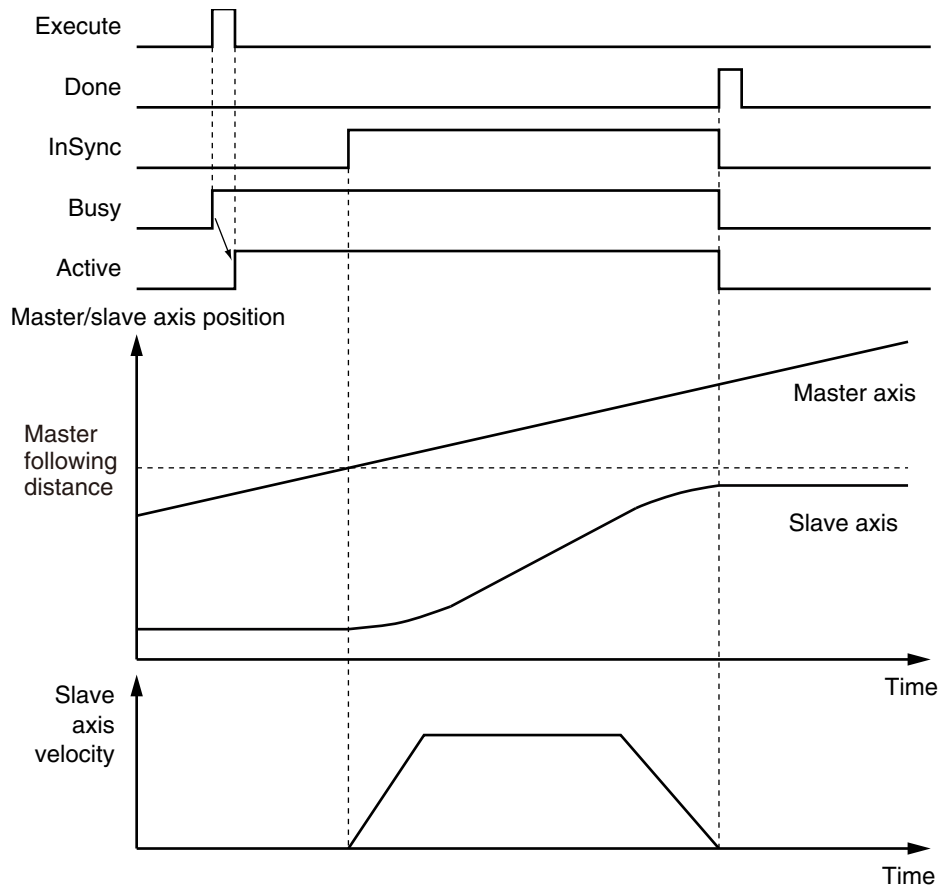 Execute
Done
InSync
Busy
Active
Master/slave axis position
Master axis
Master
following
distance
Slave axis
Time
Slave
axis
velocity
Time